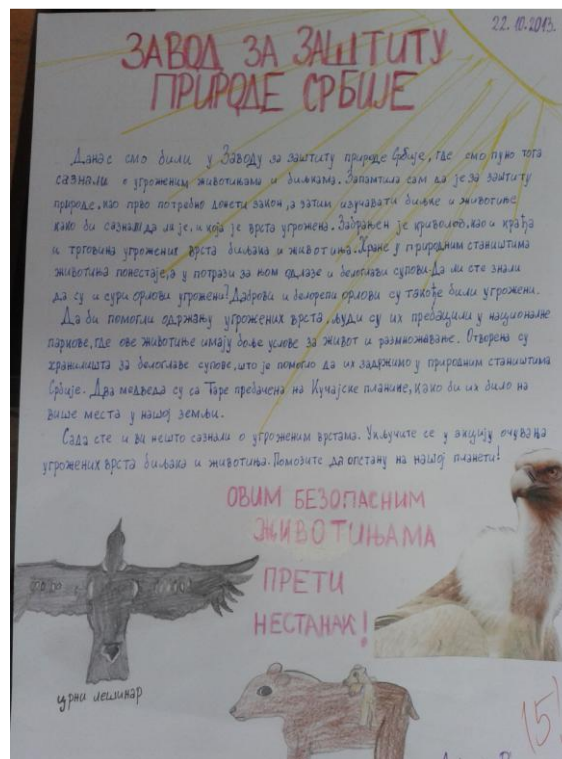 22.10.2013.
ЗАВОД ЗА ЗАШТИТУ
ПРИРОДЕ СРБИЈЕ
Данас смо били у Заводу за заштиту природе Србије, где смо пуно тога
сазнали о угроженим животињама и биљкама. Запамтила сам да је за заштиту
природе, као прво потребно донети закон, а затим изучавати биљке и животиње
како би сазнали да ли је, и која је врста угрожена. Забрањен је криволов, као и крађа
и трговина угрожених врста биљака и животиња. Хране у природним стаништима
животиња понестаје, а у потрази за њом одлазе и белоглави супови. Да ли сте знали
да су и сури орлови угрожени? Даброви и белорепи орлови су такође били угрожени.
Да би помогли одржању угрожених врста, људи су их пребацили у националне
паркове, где ове животиње имају боље услове за живот и размножавање. Отворена су
хранилишта за белоглаве супове, што је помогло да их задржимо у природним стаништима
Србије. Два медведа су са Таре пребачена на Кучајске планине, како би их било на
више места у нашој земљи.
Сада сте и ви нешто сазнали о угроженим врстама. Укључите се у акцију очувања
угрожених врста биљака и животиња. Помозите да опстану на нашој планети!
ОВИМ БЕЗОПАСНИМ
ЖИВОТИЊАМА
ПРЕТИ
НЕСТАНАК!
црни лешинар
15!